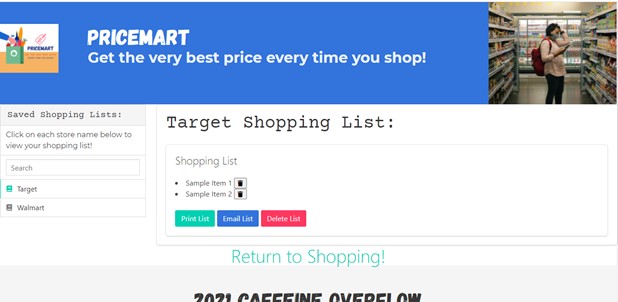 PRICEMART
PRICEMART
Get the very best price every time you shop!
Saved Shopping Lists:
Click on each store name below to
view your shopping list!
Search
Target
Walmart
Target Shopping List:
Shopping List
Sample Item 1
Sample Item 2
Print List
Email List
Delete List
Return to Shopping!
2021 CAFFEINE OVERFLOW